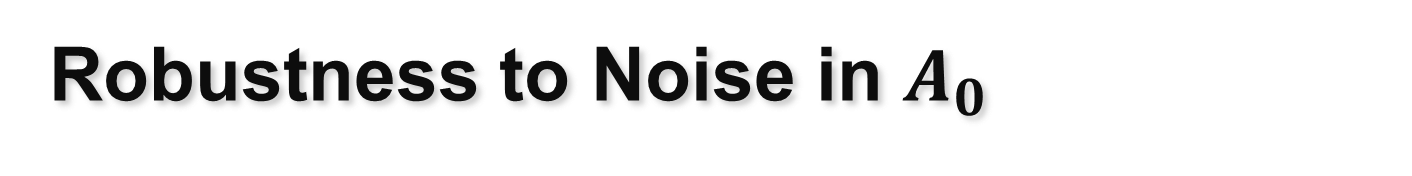 Robustness to Noise in A₀